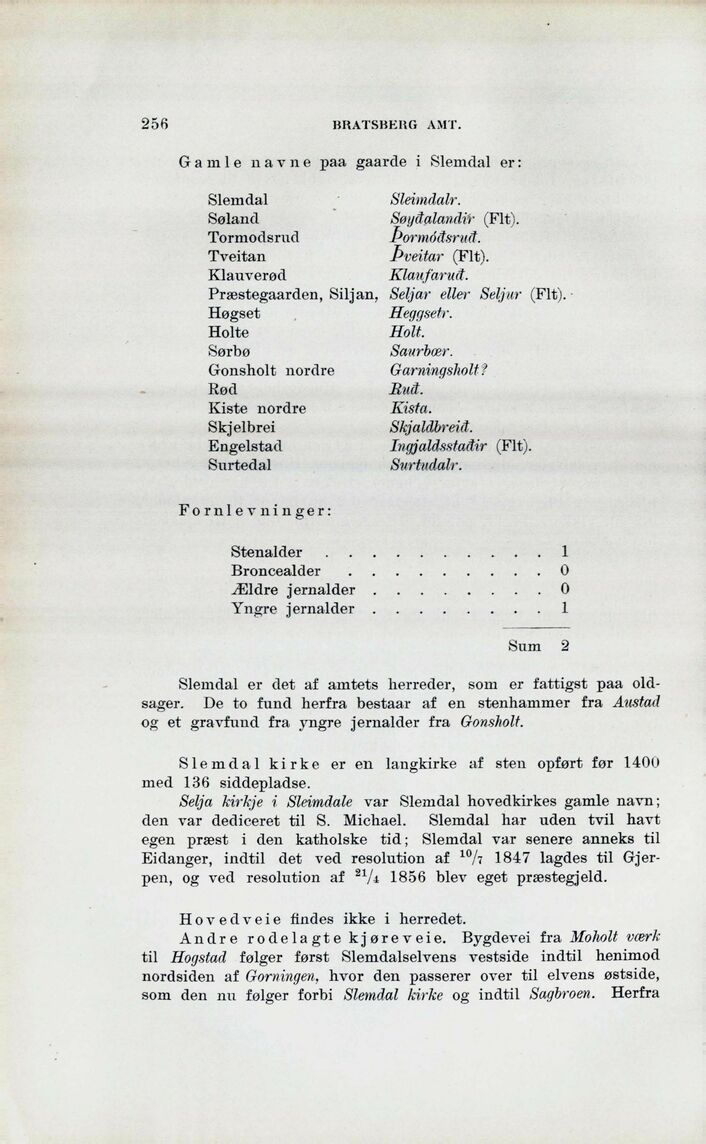 256 BRATSBERG AMT.
Gamle navne paa gaarde i Slemdal er:
Slemdal Sleimdalr.
Søland Søyđalandir (Flt).
Tormodsrud Þormóđsruđ.
Tveitan Þveitar (Flt).
Klauverød Klaufaruđ.
Præstegaarden, Siljan, Seljar eller Seljur (Flt).
Høgset Heggsetr.
Holte Holt.
Sørbø Saurbœr.
Gonsholt nordre Garningsholt?
Rød Ruđ.
Kiste nordre Kista.
Skjelbrei Skjaldbreiđ.
Engelstad Ingjaldsstađir (Flt).
Surtedal Surtudalr.
Fornlevninger:
Stenalder . . . . . . . . . . 1
Broncealder . . . . . . . . . 0
Ældre jernalder . . . . . . . . 0
Yngre jernalder . . . . . . . . 1
Sum 2
Slemdal er det af amtets herreder, som er fattigst paa old-
sager. De to fund herfra bestaar af en stenhammer fra Austad
og et gravfund fra yngre jernalder fra Gonsholt.
Slemdal kirke er en langkirke af sten opført før 1400
med 136 siddepladse.
Selja kirkje i Sleimdale var Slemdal hovedkirkes gamle navn;
den var dediceret til S. Michael. Slemdal har uden tvil havt
egen præst i den katholske tid; Slemdal var senere anneks til
Eidanger, indtil det ved resolution af 10/7 1847 lagdes til Gjer-
pen, og ved resolution af 21/4 1856 blev eget præstegjeld.
Hovedveie findes ikke i herredet.
Andre rodelagte kjøreveie. Bygdevei fra Moholt værk
til Hogstad følger først Slemdalselvens vestside indtil henimod
nordsiden af Gorningen, hvor den passerer over til elvens østside,
som den nu følger forbi Slemdal kirke og indtil Sagbroen. Herfra